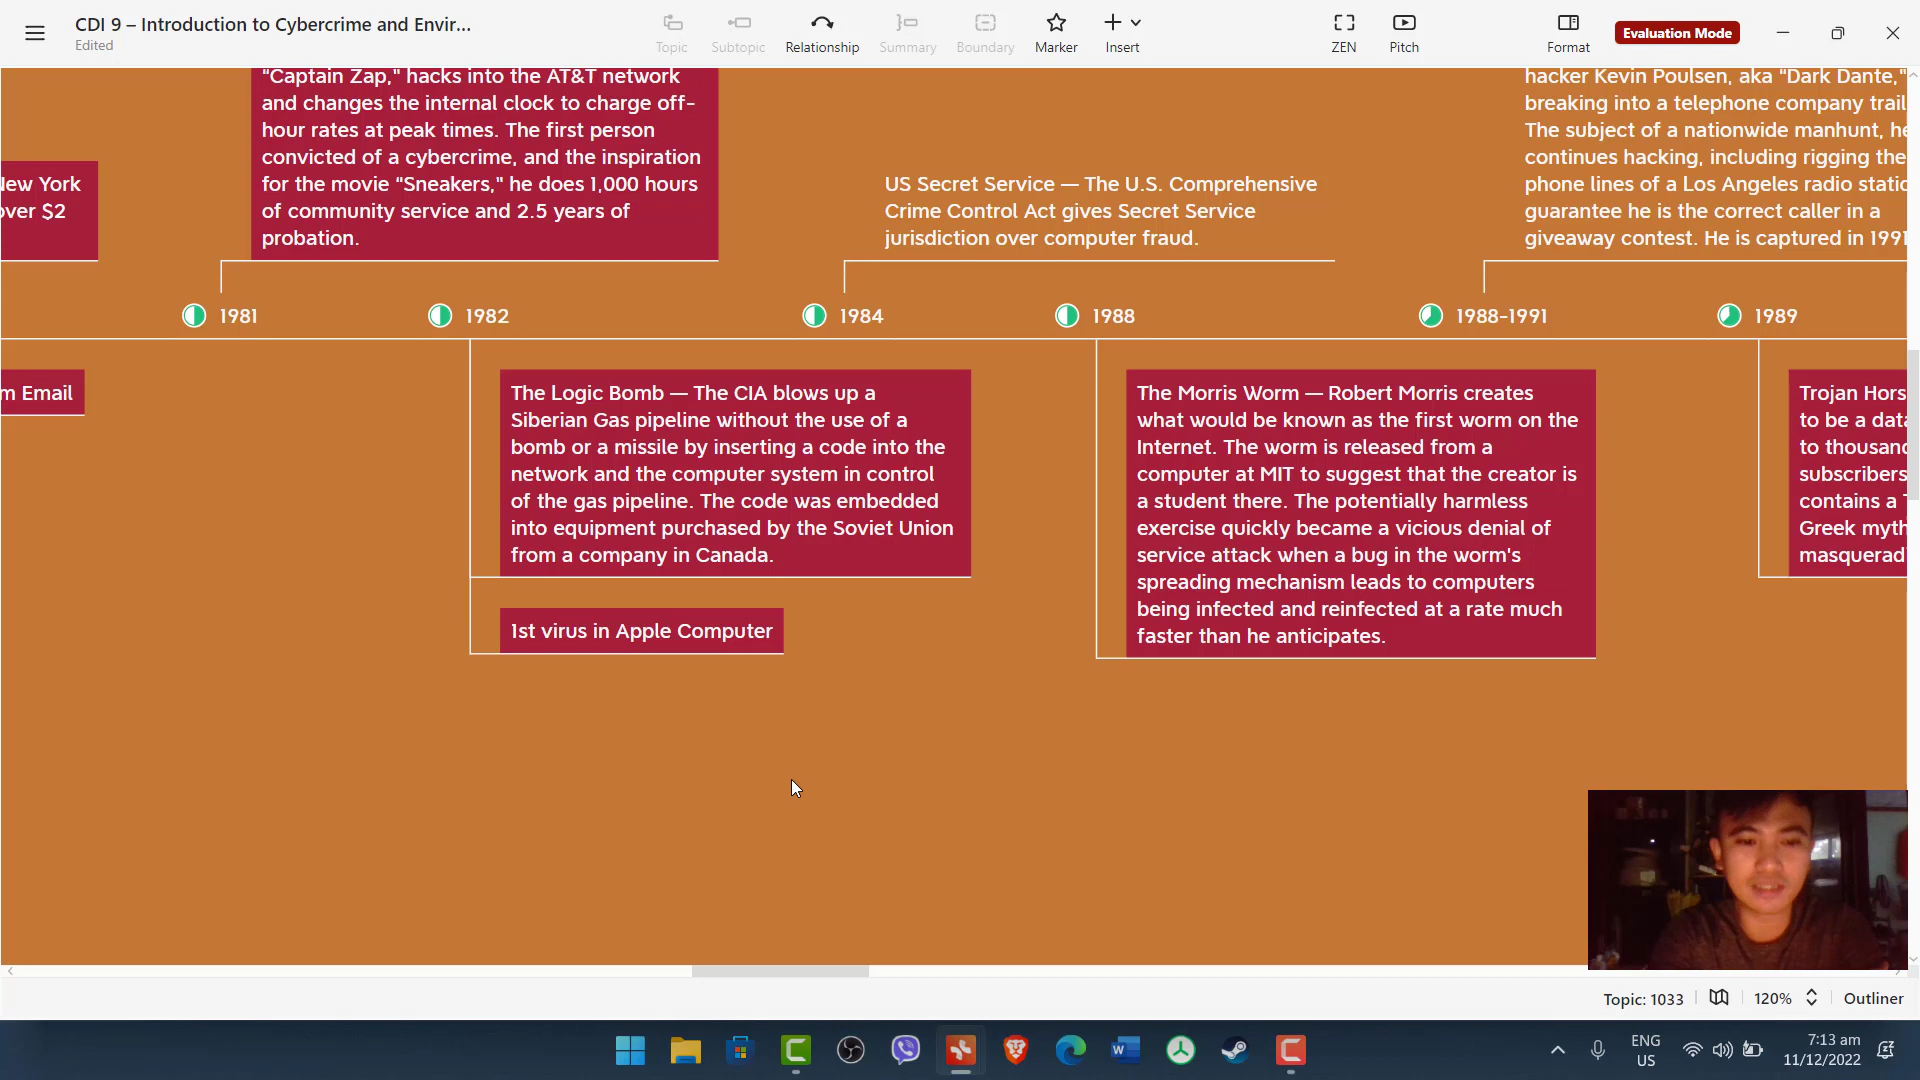 CDI 9 – Introduction to Cybercrime and Envir...
Edited
Topic
Subtopic
Relationship
Summary
Boundary
Marker
Insert
ZEN
Pitch
Format
Evaluation Mode
"Captain Zap," hacks into the AT&T network
and changes the internal clock to charge off-
hour rates at peak times. The first person
convicted of a cybercrime, and the inspiration
for the movie "Sneakers," he does 1,000 hours
of community service and 2.5 years of
probation.
New York
over $2
US Secret Service — The U.S. Comprehensive
Crime Control Act gives Secret Service
jurisdiction over computer fraud.
hacker Kevin Poulsen, aka "Dark Dante,"
breaking into a telephone company trail
The subject of a nationwide manhunt, he
continues hacking, including rigging the
phone lines of a Los Angeles radio static
guarantee he is the correct caller in a
giveaway contest. He is captured in 1991
1981
1982
1984
1988
1988-1991
1989
m Email
The Logic Bomb — The CIA blows up a
Siberian Gas pipeline without the use of a
bomb or a missile by inserting a code into the
network and the computer system in control
of the gas pipeline. The code was embedded
into equipment purchased by the Soviet Union
from a company in Canada.
1st virus in Apple Computer
The Morris Worm — Robert Morris creates
what would be known as the first worm on the
Internet. The worm is released from a
computer at MIT to suggest that the creator is
a student there. The potentially harmless
exercise quickly became a vicious denial of
service attack when a bug in the worm's
spreading mechanism leads to computers
being infected and reinfected at a rate much
faster than he anticipates.
Trojan Hors
to be a data
to thousand
subscribers
contains a
Greek myth
masqueradi
Topic: 1033
120%
Outliner
ENG
US
7:13 am
11/12/2022